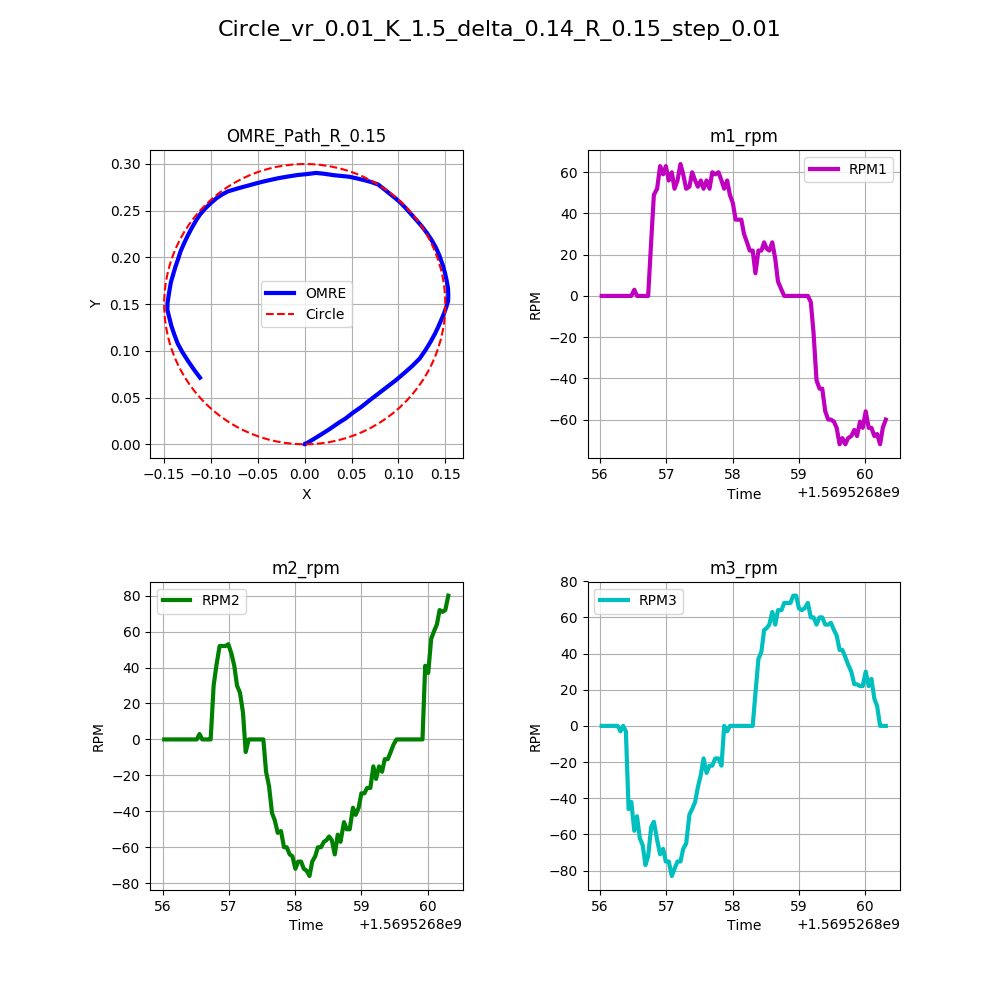 Circle_vr_0.01_K_1.5_delta_0.14_R_0.15_step_0.01
OMRE_Path_R_0.15
0.30
0.25
0.20
0.15
0.10
0.05
0.00
Y
OMRE
Circle
−0.15 −0.10 −0.05 0.00 0.05 0.10 0.15
X
m1_rpm
60
40
20
0
−20
−40
−60
RPM
RPM1
56 57 58 59 60
Time
+1.5695268e9
m2_rpm
80
60
40
20
0
−20
−40
−60
−80
RPM
RPM2
56 57 58 59 60
Time
+1.5695268e9
m3_rpm
80
60
40
20
0
−20
−40
−60
−80
RPM
RPM3
56 57 58 59 60
Time
+1.5695268e9